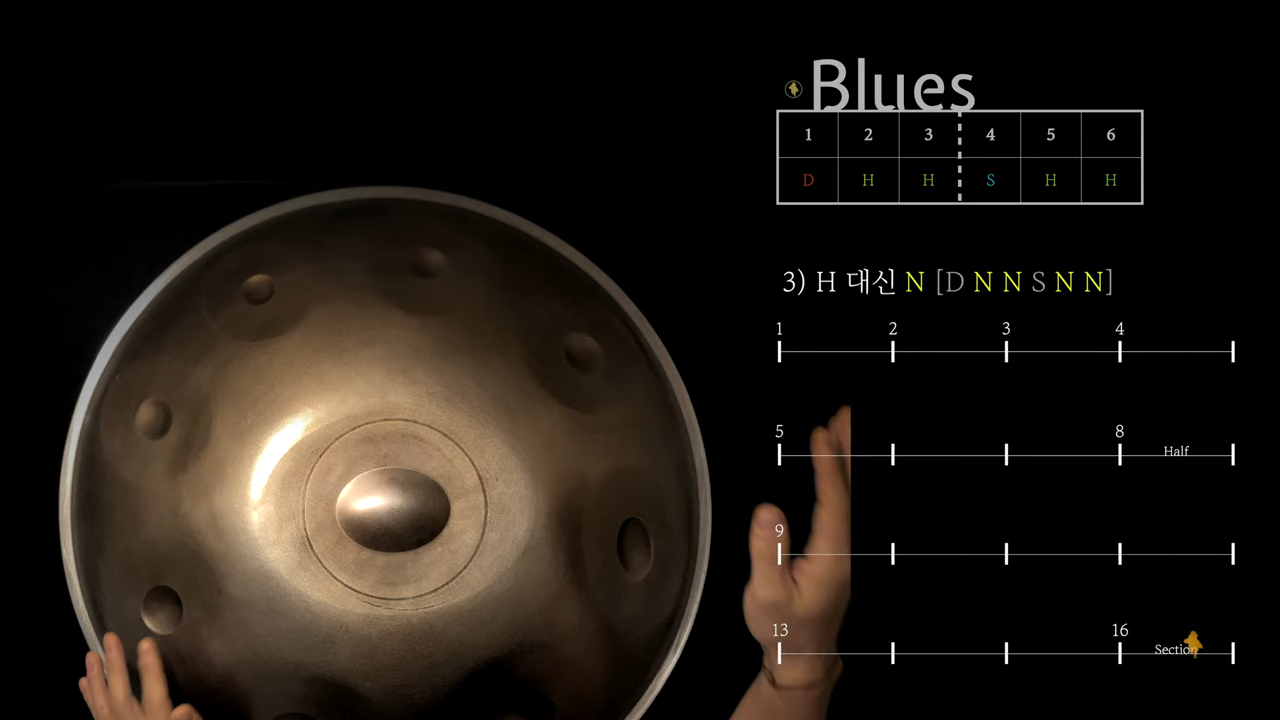 Blues
1 2 3 4 5 6
D H H S H H
3) H 대신 N [D N N S N N]
1 2 3 4
5 8
Half
9
13 16
Section